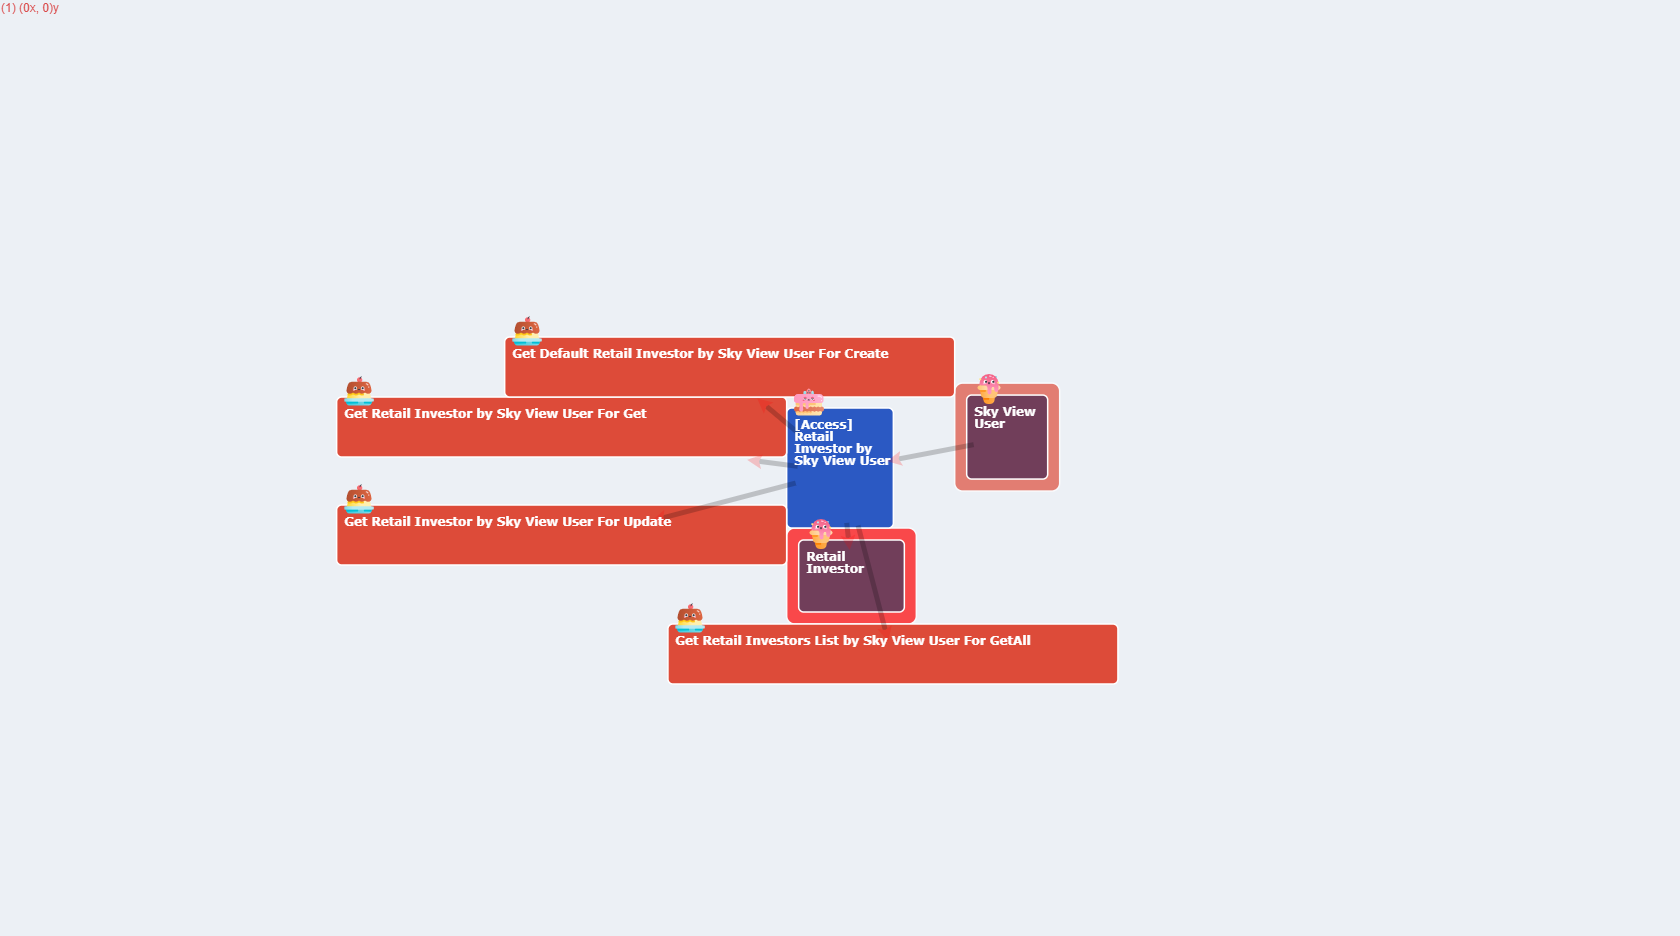 (1) (0x, 0)y
Get Default Retail Investor by Sky View User For Create
Get Retail Investor by Sky View User For Get
[Access]
Retail
Investor by
Sky View User
Sky View
User
Get Retail Investor by Sky View User For Update
Retail
Investor
Get Retail Investors List by Sky View User For GetAll